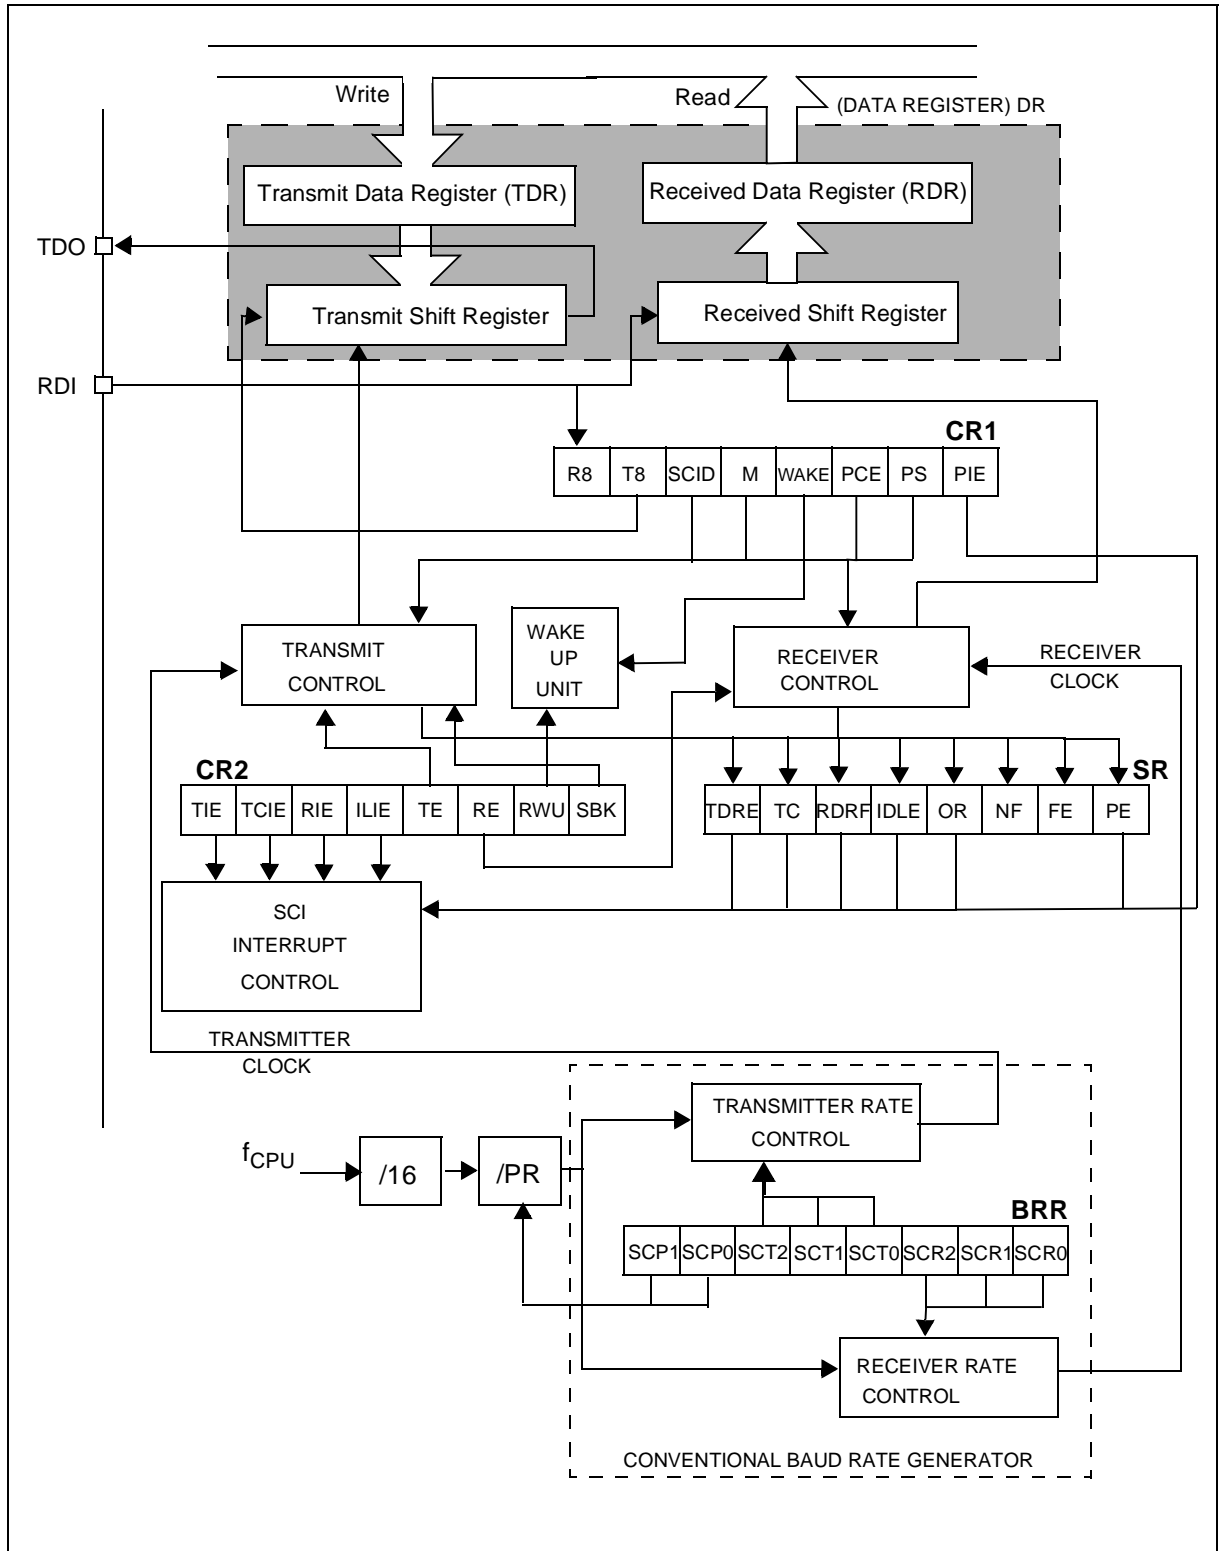 Write
Read
(DATA REGISTER) DR
Transmit Data Register (TDR)
Received Data Register (RDR)
TDO
Transmit Shift Register
Received Shift Register
RDI
CR1
R8 T8 SCID M WAKE PCE PS PIE
TRANSMIT
CONTROL
WAKE
UP
UNIT
RECEIVER
CONTROL
RECEIVER
CLOCK
CR2
SR
TIE TCIE RIE ILIE TE RE RWU SBK
TDRE TC RDRF IDLE OR NF FE PE
SCI
INTERRUPT
CONTROL
TRANSMITTER
CLOCK
TRANSMITTER RATE
CONTROL
fCPU
/16
/PR
BRR
SCP1 SCP0 SCT2 SCT1 SCT0 SCR2 SCR1 SCR0
RECEIVER RATE
CONTROL
CONVENTIONAL BAUD RATE GENERATOR